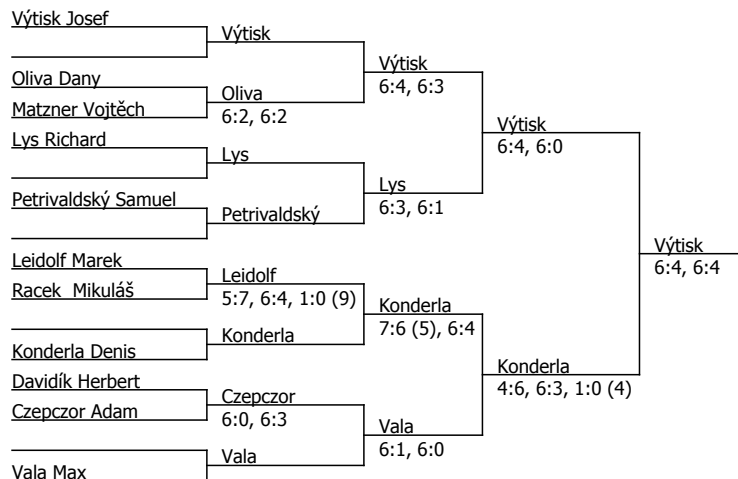 Výtisk Josef
Výtisk
Výtisk
6:4, 6:3
Oliva Dany
Oliva
6:2, 6:2
Matzner Vojtěch
Výtisk
6:4, 6:0
Lys Richard
Lys
Lys
6:3, 6:1
Petrivaldský Samuel
Petrivaldský
Výtisk
6:4, 6:4
Leidolf Marek
Leidolf
5:7, 6:4, 1:0 (9)
Racek Mikuláš
Konderla
7:6 (5), 6:4
Konderla
Konderla Denis
Konderla
4:6, 6:3, 1:0 (4)
Davidík Herbert
Czepczor
6:0, 6:3
Czepczor Adam
Vala
6:1, 6:0
Vala
Vala Max